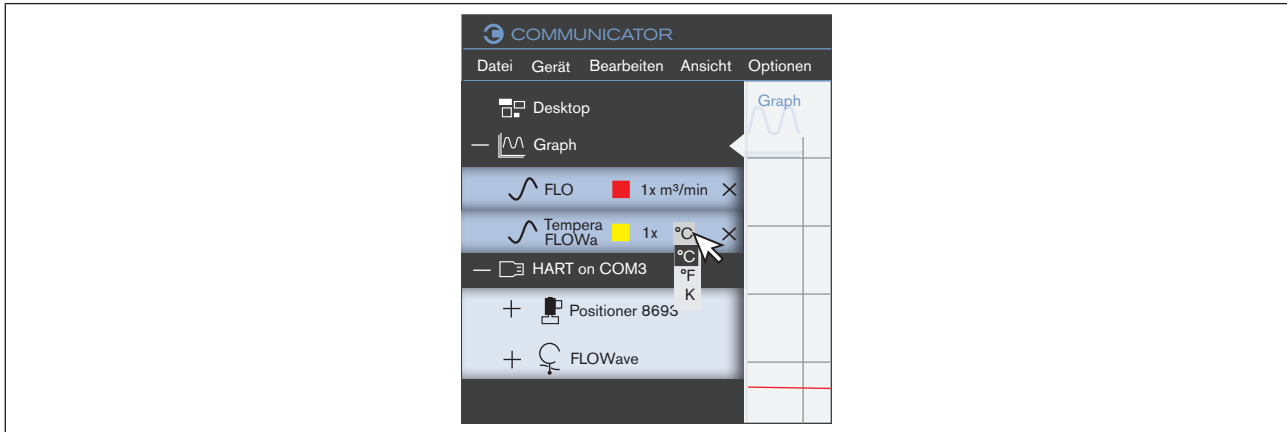 COMMUNICATOR
Datei Gerät Bearbeiten Ansicht Optionen
Desktop
Graph
Graph
FLO 1x m³/min
Tempera
FLOWa 1x °C
°C
°F
K
HART on COM3
Positioner 8693
FLOWave